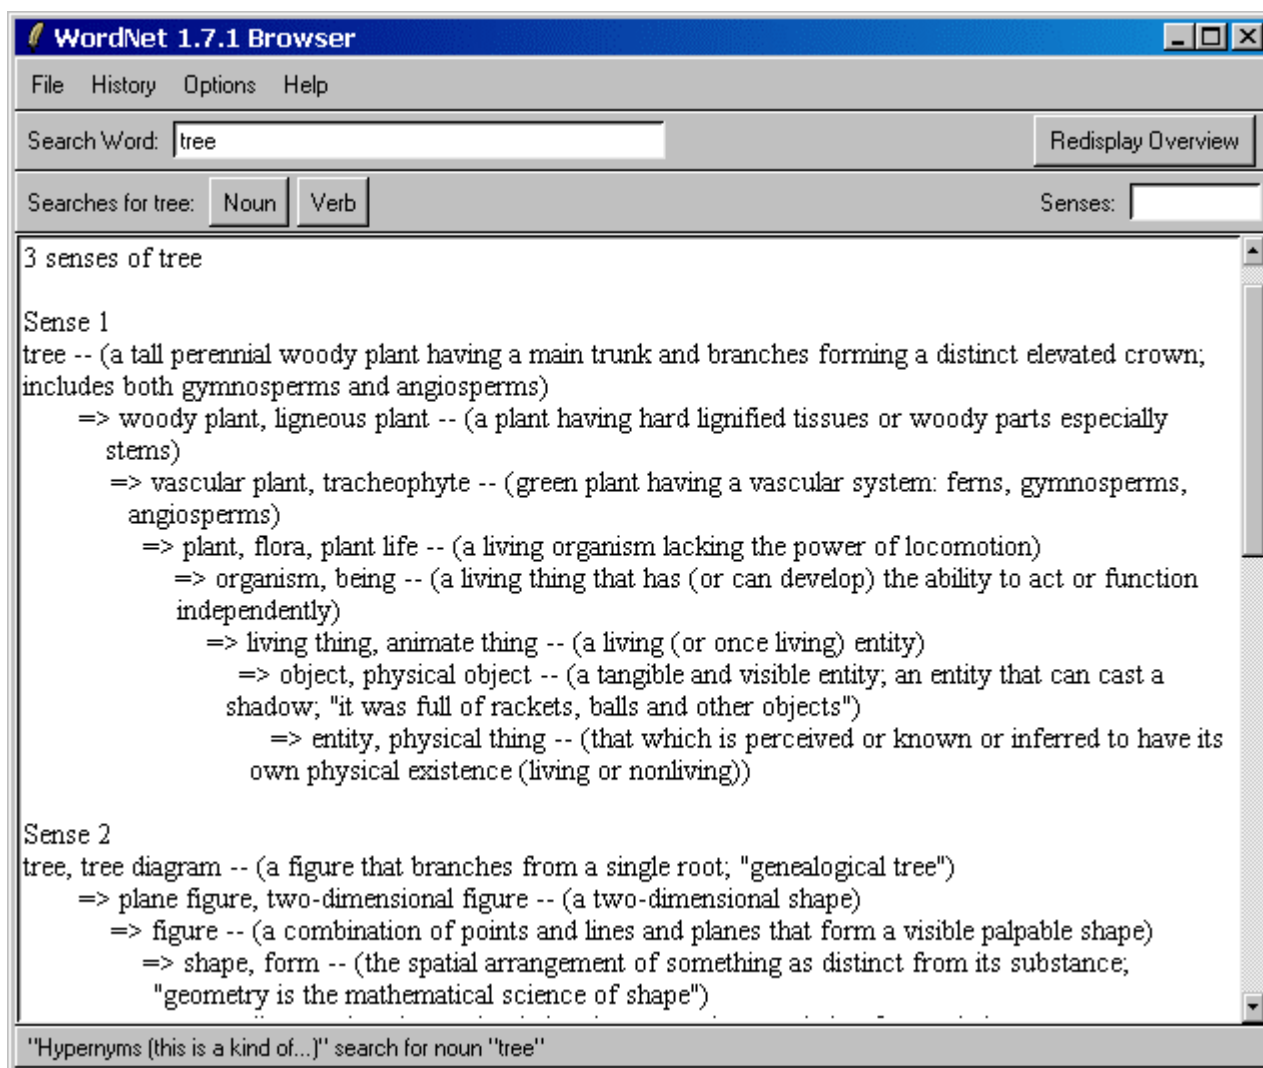 WordNet 1.7.1 Browser
File History Options Help
Search Word: tree Redisplay Overview
Searches for tree: Noun Verb Senses:
3 senses of tree
Sense 1
tree -- (a tall perennial woody plant having a main trunk and branches forming a distinct elevated crown;
includes both gymnosperms and angiosperms)
=> woody plant, ligneous plant -- (a plant having hard lignified tissues or woody parts especially
stems)
=> vascular plant, tracheophyte -- (green plant having a vascular system: ferns, gymnosperms,
angiosperms)
=> plant, flora, plant life -- (a living organism lacking the power of locomotion)
=> organism, being -- (a living thing that has (or can develop) the ability to act or function
independently)
=> living thing, animate thing -- (a living (or once living) entity)
=> object, physical object -- (a tangible and visible entity; an entity that can cast a
shadow; "it was full of rackets, balls and other objects")
=> entity, physical thing -- (that which is perceived or known or inferred to have its
own physical existence (living or nonliving))
Sense 2
tree, tree diagram -- (a figure that branches from a single root; "genealogical tree")
=> plane figure, two-dimensional figure -- (a two-dimensional shape)
=> figure -- (a combination of points and lines and planes that form a visible palpable shape)
=> shape, form -- (the spatial arrangement of something as distinct from its substance;
"geometry is the mathematical science of shape")
"Hypernyms (this is a kind of...)" search for noun "tree"